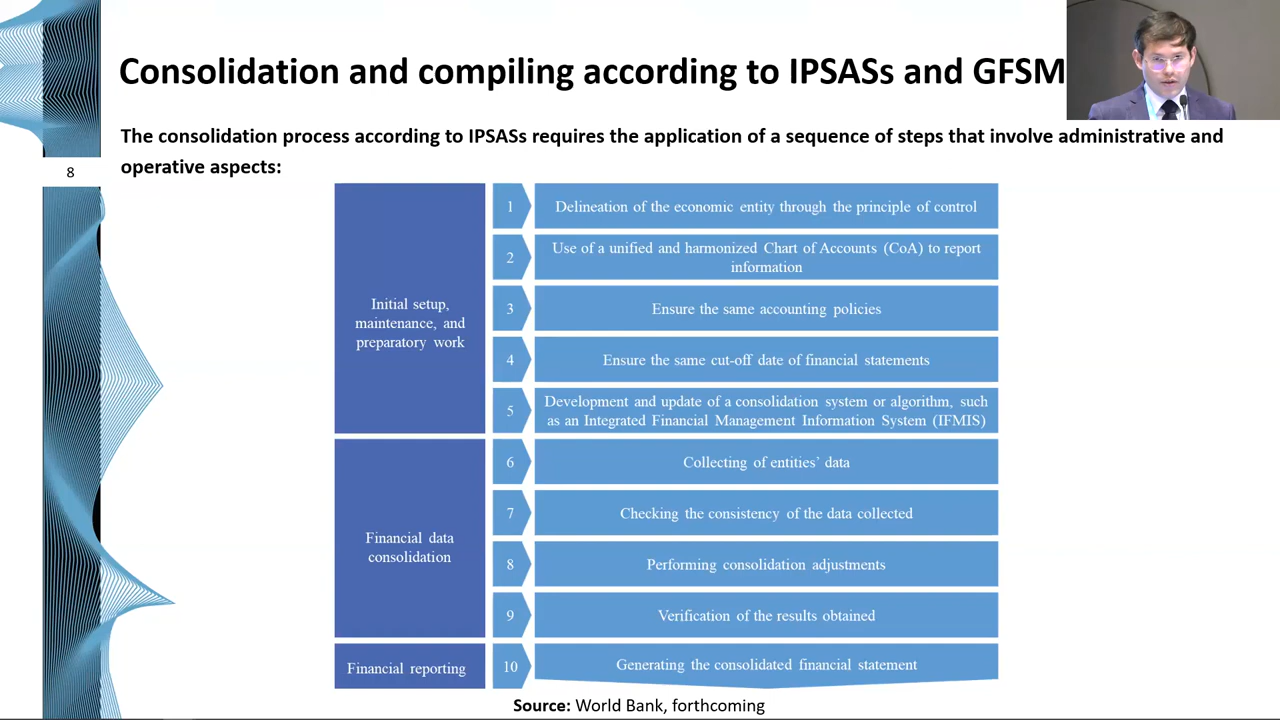 Consolidation and compiling according to IPSASs and GFSM
The consolidation process according to IPSASs requires the application of a sequence of steps that involve administrative and
operative aspects:
8
Initial setup,
maintenance, and
preparatory work
1
Delineation of the economic entity through the principle of control
2
Use of a unified and harmonized Chart of Accounts (CoA) to report
information
3
Ensure the same accounting policies
4
Ensure the same cut-off date of financial statements
5
Development and update of a consolidation system or algorithm, such
as an Integrated Financial Management Information System (IFMIS)
Financial data
consolidation
6
Collecting of entities’ data
7
Checking the consistency of the data collected
8
Performing consolidation adjustments
9
Verification of the results obtained
Financial reporting
10
Generating the consolidated financial statement
Source: World Bank, forthcoming